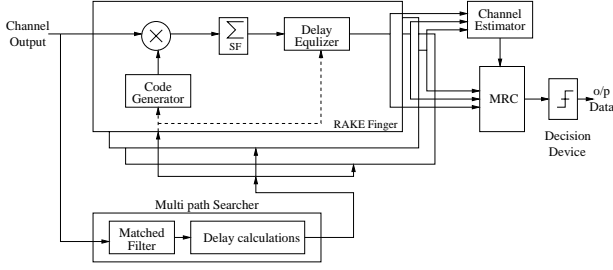 Channel
Output
Σ
SF
Delay
Equlizer
Code
Generator
RAKE Finger
Channel
Estimator
MRC
o/p
Data
Decision
Device
Multi path Searcher
Matched
Filter
Delay calculations